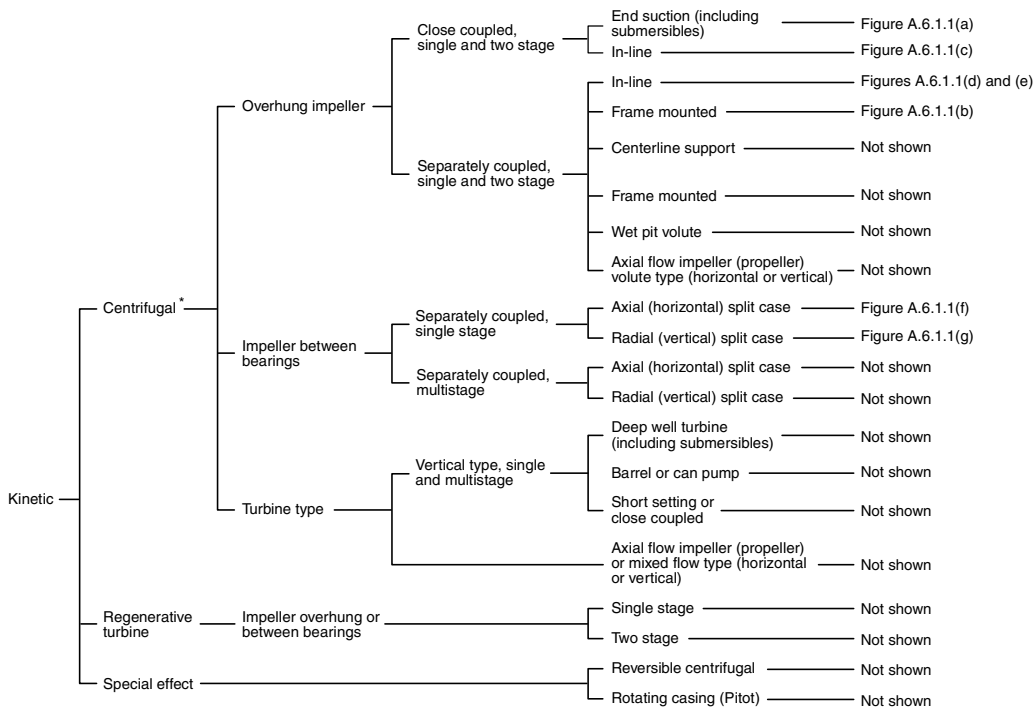 Close coupled,
single and two stage
End suction (including
submersibles)
Figure A.6.1.1(a)
In-line
Figure A.6.1.1(c)
Overhung impeller
In-line
Figures A.6.1.1(d) and (e)
Frame mounted
Figure A.6.1.1(b)
Separately coupled,
single and two stage
Centerline support
Not shown
Frame mounted
Not shown
Wet pit volute
Not shown
Axial flow impeller (propeller)
volute type (horizontal or vertical)
Not shown
Centrifugal *
Impeller between
bearings
Separately coupled,
single stage
Axial (horizontal) split case
Figure A.6.1.1(f)
Radial (vertical) split case
Figure A.6.1.1(g)
Separately coupled,
multistage
Axial (horizontal) split case
Not shown
Radial (vertical) split case
Not shown
Kinetic
Turbine type
Vertical type, single
and multistage
Deep well turbine
(including submersibles)
Not shown
Barrel or can pump
Not shown
Short setting or
close coupled
Not shown
Axial flow impeller (propeller)
or mixed flow type (horizontal
or vertical)
Not shown
Regenerative
turbine
Impeller overhung or
between bearings
Single stage
Not shown
Two stage
Not shown
Special effect
Reversible centrifugal
Not shown
Rotating casing (Pitot)
Not shown